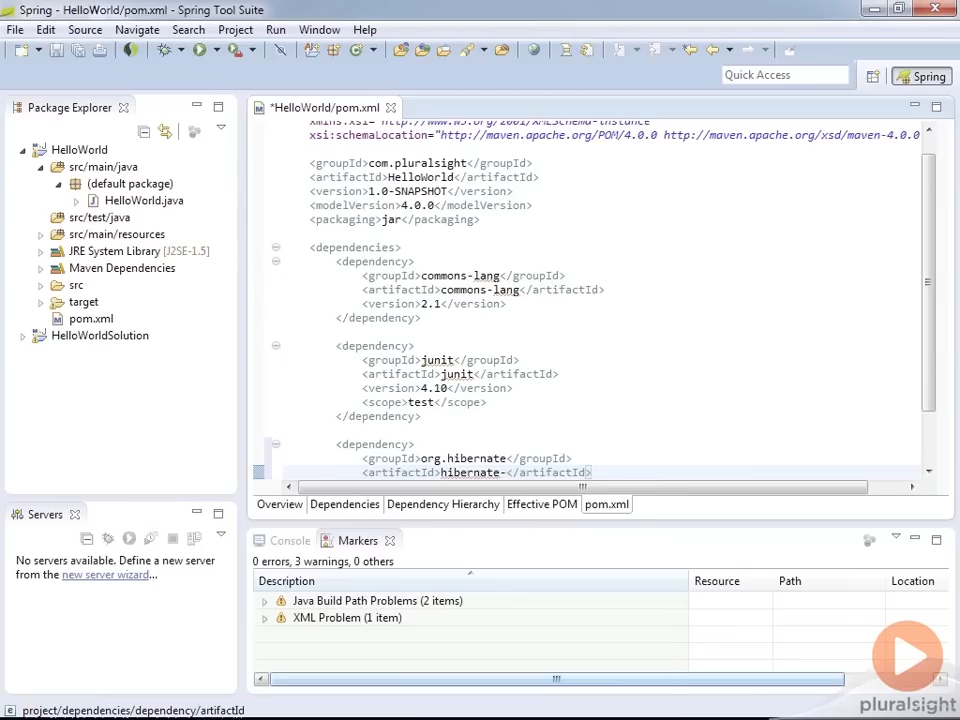 Spring - HelloWorld/pom.xml - Spring Tool Suite
File Edit Source Navigate Search Project Run Window Help
Quick Access
Spring
Package Explorer
HelloWorld
src/main/java
(default package)
HelloWorld.java
src/test/java
src/main/resources
JRE System Library [J2SE-1.5]
Maven Dependencies
src
target
pom.xml
HelloWorldSolution
*HelloWorld/pom.xml
xmlns:xsi="http://www.w3.org/2001/XMLSchema-instance"
xsi:schemaLocation="http://maven.apache.org/POM/4.0.0 http://maven.apache.org/xsd/maven-4.0.0
<groupId>com.pluralsight</groupId>
<artifactId>HelloWorld</artifactId>
<version>1.0-SNAPSHOT</version>
<modelVersion>4.0.0</modelVersion>
<packaging>jar</packaging>
<dependencies>
<dependency>
<groupId>commons-lang</groupId>
<artifactId>commons-lang</artifactId>
<version>2.1</version>
</dependency>
<dependency>
<groupId>junit</groupId>
<artifactId>junit</artifactId>
<version>4.10</version>
<scope>test</scope>
</dependency>
<dependency>
<groupId>org.hibernate</groupId>
<artifactId>hibernate-</artifactId>
Overview Dependencies Dependency Hierarchy Effective POM pom.xml
Servers
No servers available. Define a new server
from the new server wizard...
Console Markers
0 errors, 3 warnings, 0 others
Description Resource Path Location
Java Build Path Problems (2 items)
XML Problem (1 item)
pluralsight
project/dependencies/dependency/artifactId